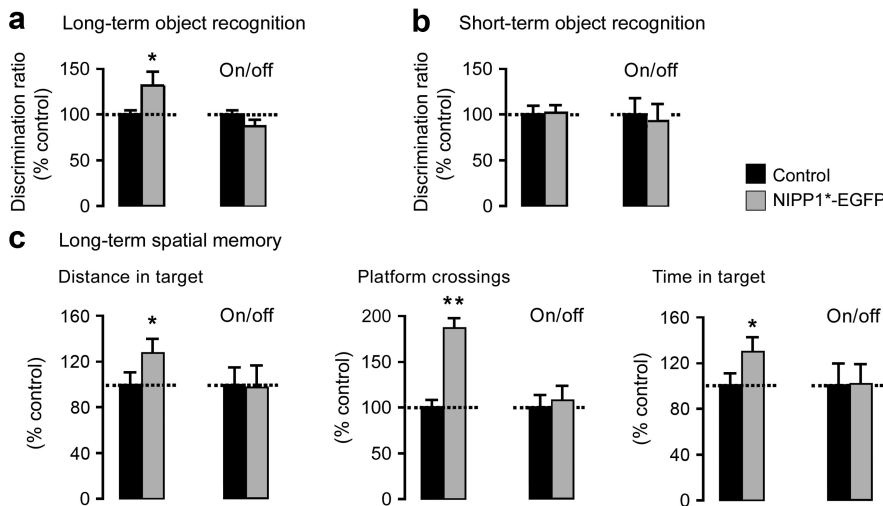 a Long-term object recognition
Discrimination ratio
(% control)
150
100
50
0
*
On/off
b Short-term object recognition
Discrimination ratio
(% control)
150
100
50
0
On/off
Control
NIPP1*-EGFP
c Long-term spatial memory
Distance in target
(% control)
160
120
80
40
0
*
On/off
Platform crossings
(% control)
200
150
100
50
0
**
On/off
Time in target
(% control)
160
120
80
40
0
*
On/off